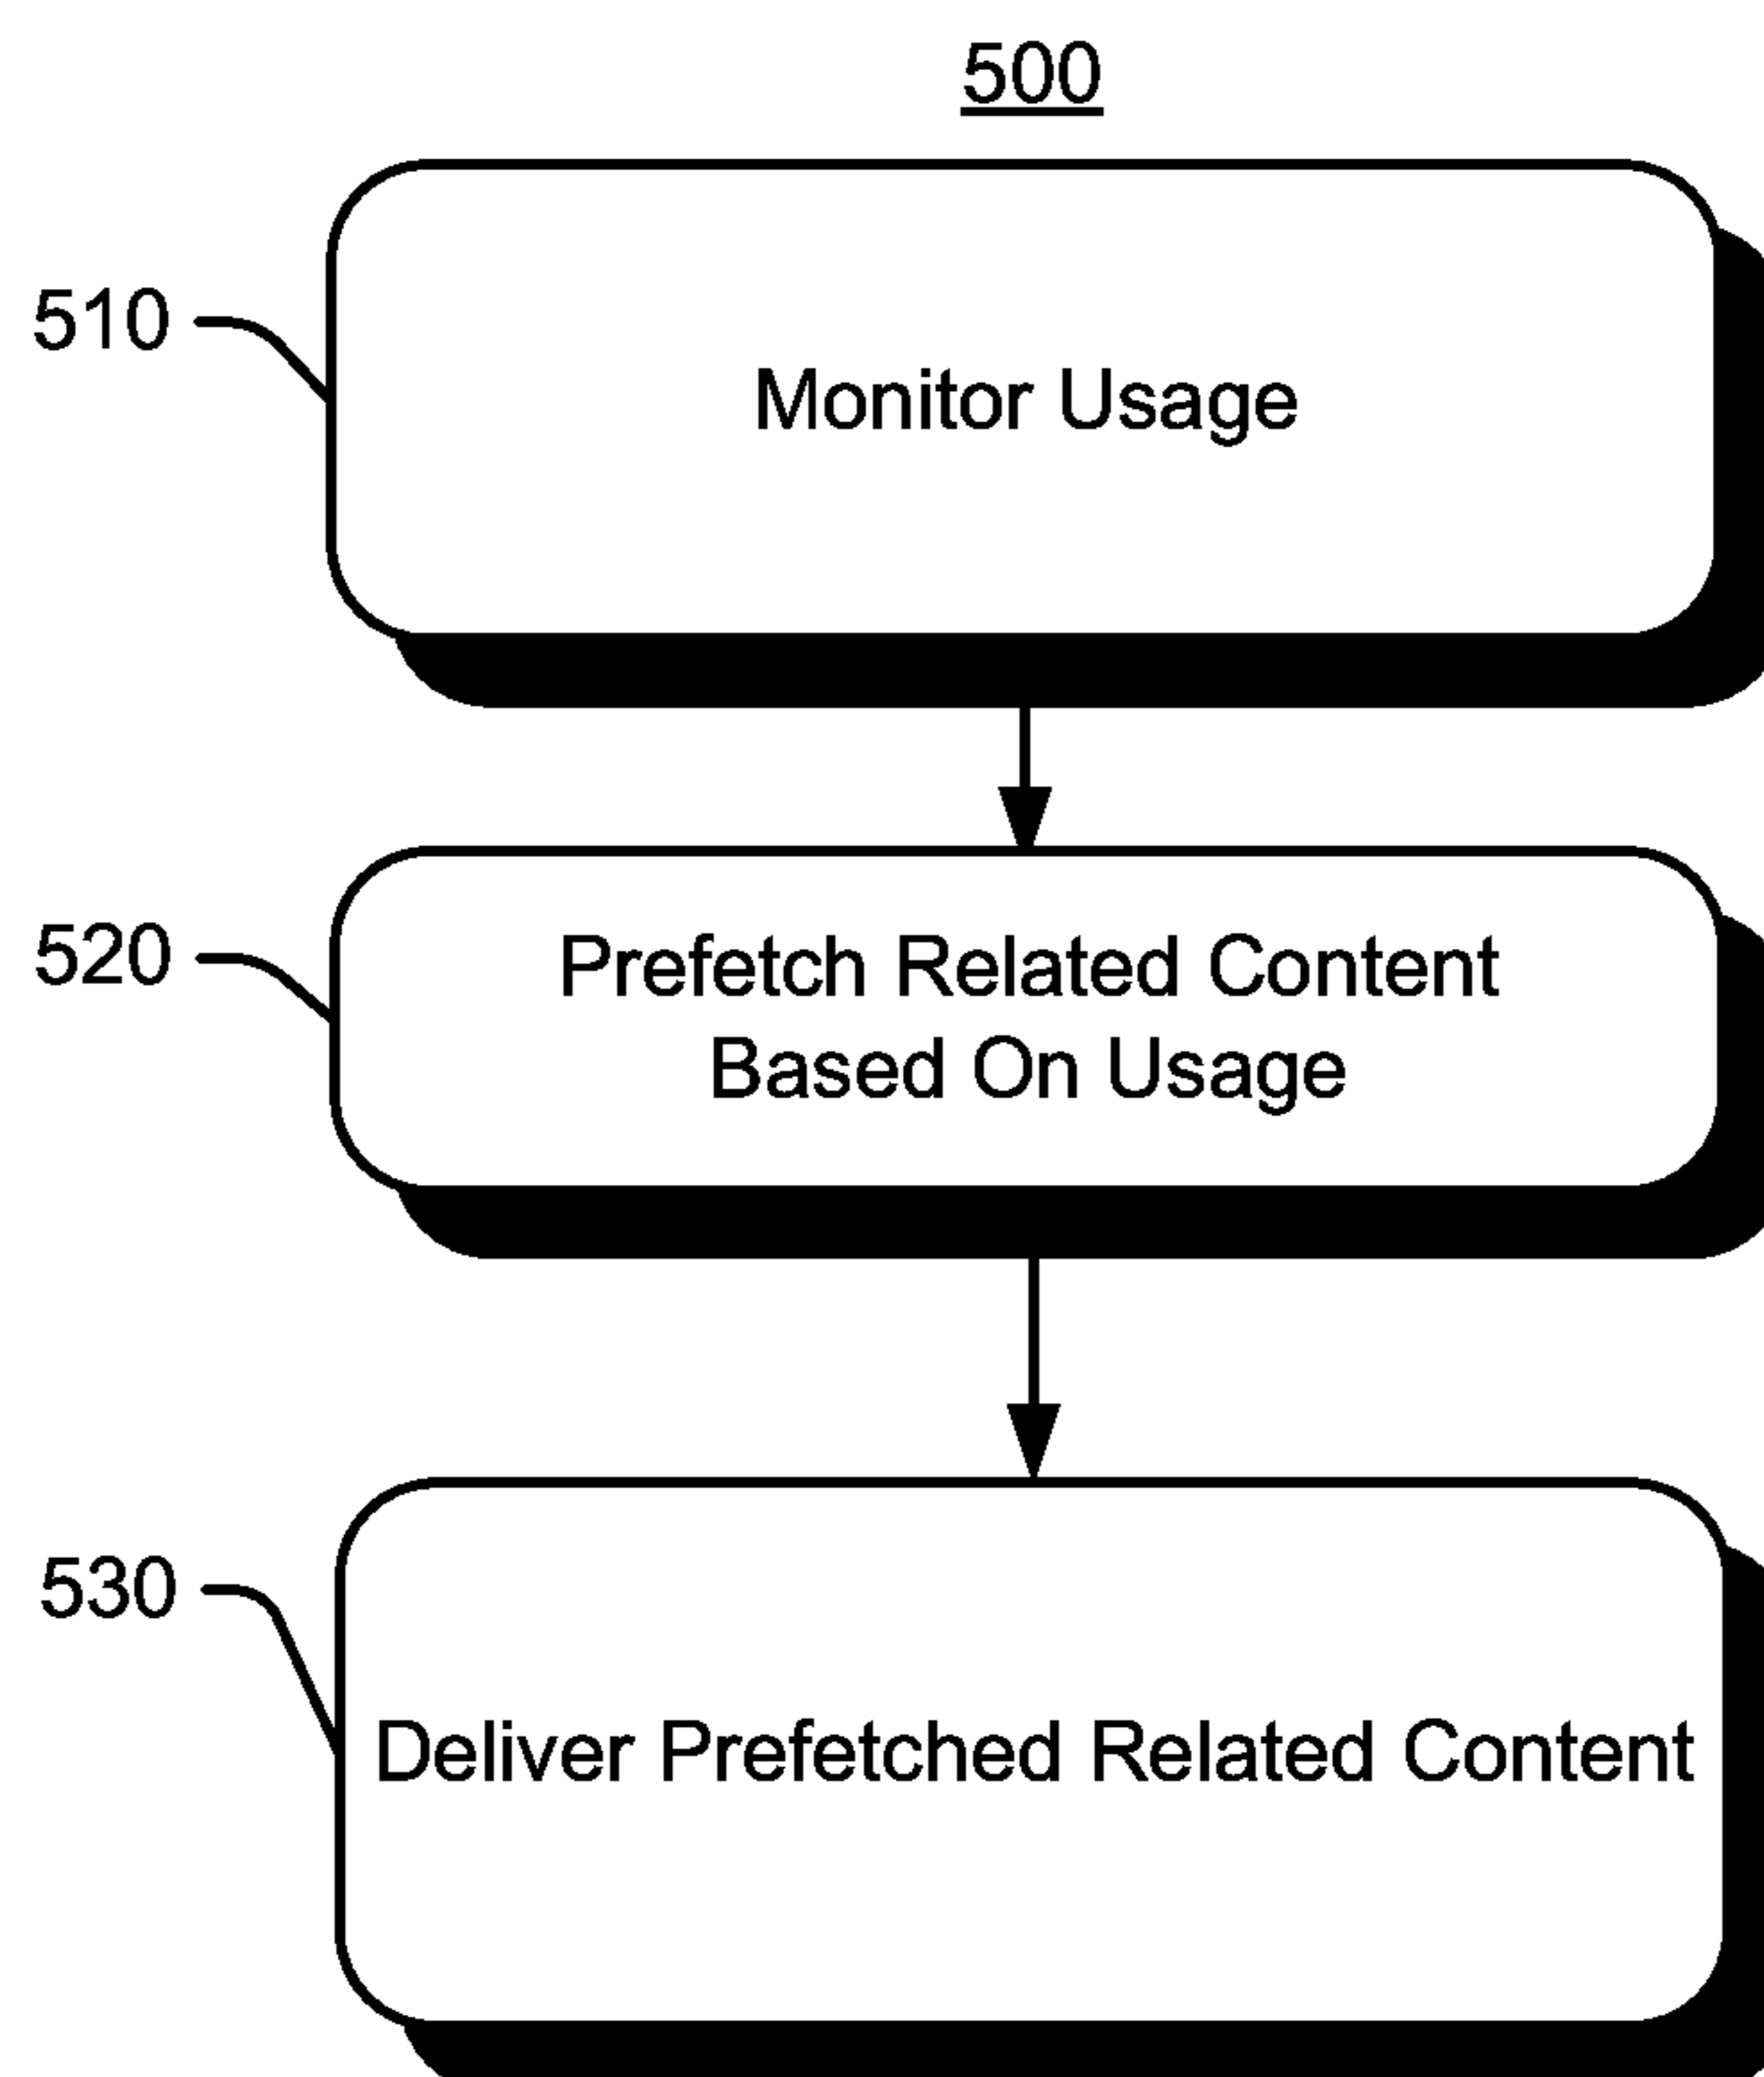 500
510
Monitor Usage
520
Prefetch Related Content
Based On Usage
530
Deliver Prefetched Related Content